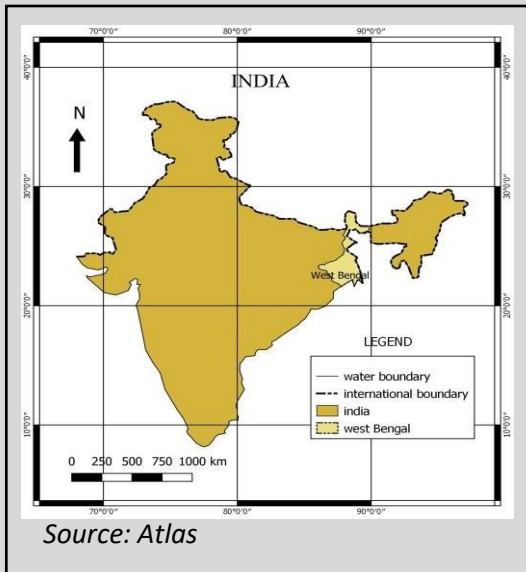 70°0'0" 80°0'0" 90°0'0"
40°0'0" 40°0'0"
INDIA
N
30°0'0" 30°0'0"
West Bengal
20°0'0" 20°0'0"
LEGEND
water boundary
international boundary
india
west Bengal
10°0'0" 10°0'0"
0 250 500 750 1000 km
70°0'0" 80°0'0" 90°0'0"
Source: Atlas